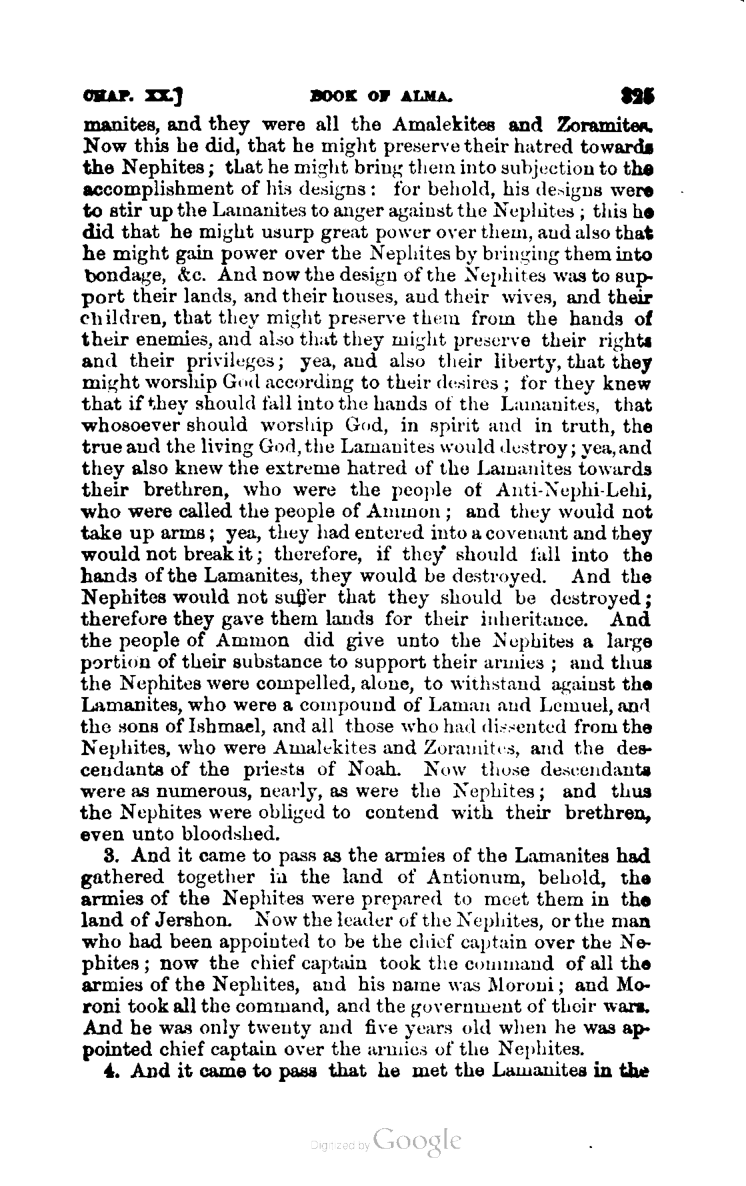 CHAP. XX.] BOOK OF ALMA. 325
manites, and they were all the Amalekites and Zoramites.
Now this he did, that he might preserve their hatred towards
the Nephites; that he might bring them into subjection to the
accomplishment of his designs: for behold, his designs were
to stir up the Lamanites to anger against the Nephites; this he
did that he might usurp great power over them, and also that
he might gain power over the Nephites by bringing them into
bondage, &c. And now the design of the Nephites was to sup-
port their lands, and their houses, and their wives, and their
children, that they might preserve them from the hands of
their enemies, and also that they might preserve their rights
and their privileges; yea, and also their liberty, that they
might worship God according to their desires; for they knew
that if they should fall into the hands of the Lamanites, that
whosoever should worship God, in spirit and in truth, the
true and the living God, the Lamanites would destroy; yea, and
they also knew the extreme hatred of the Lamanites towards
their brethren, who were the people of Anti-Nephi-Lehi,
who were called the people of Ammon; and they would not
take up arms; yea, they had entered into a covenant and they
would not break it; therefore, if they should fall into the
hands of the Lamanites, they would be destroyed. And the
Nephites would not suffer that they should be destroyed;
therefore they gave them lands for their inheritance. And
the people of Ammon did give unto the Nephites a large
portion of their substance to support their armies; and thus
the Nephites were compelled, alone, to withstand against the
Lamanites, who were a compound of Laman and Lemuel, and
the sons of Ishmael, and all those who had dissented from the
Nephites, who were Amalekites and Zoramites, and the des-
cendants of the priests of Noah. Now those descendants
were as numerous, nearly, as were the Nephites; and thus
the Nephites were obliged to contend with their brethren,
even unto bloodshed.
3. And it came to pass as the armies of the Lamanites had
gathered together in the land of Antionum, behold, the
armies of the Nephites were prepared to meet them in the
land of Jershon. Now the leader of the Nephites, or the man
who had been appointed to be the chief captain over the Ne-
phites; now the chief captain took the command of all the
armies of the Nephites, and his name was Moroni; and Mo-
roni took all the command, and the government of their wars.
And he was only twenty and five years old when he was ap-
pointed chief captain over the armies of the Nephites.
4. And it came to pass that he met the Lamanites in the
Digitized by Google